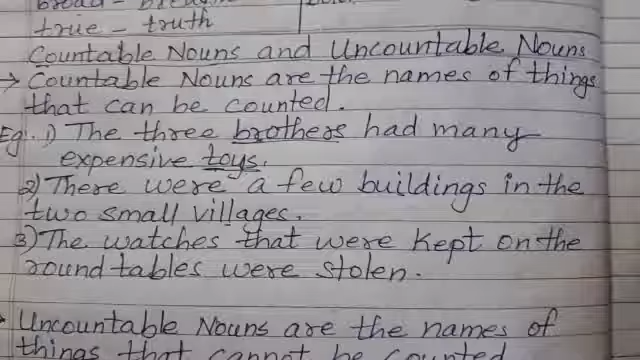 broad -
true - truth
Countable Nouns and Uncountable Nouns
→ Countable Nouns are the names of things
that can be counted.
Eg. 1) The three brothers had many
expensive toys.
2) There were a few buildings in the
two small villages.
3) The watches that were kept on the
round tables were stolen.
Uncountable Nouns are the names of
things that cannot be counted